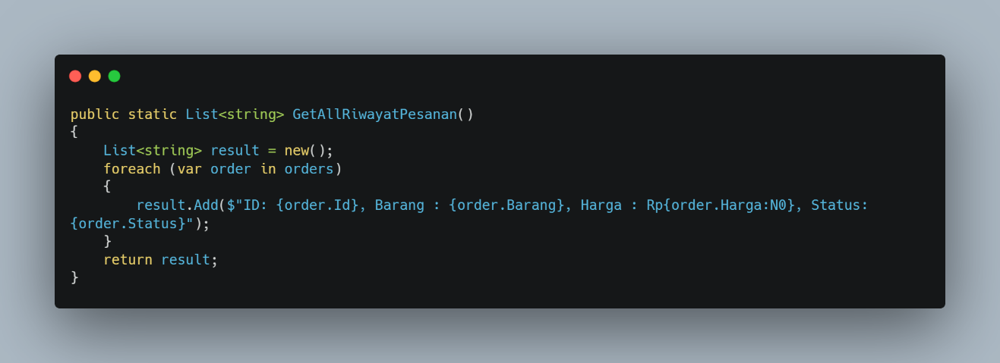 public static List<string> GetAllRiwayatPesanan()
{
    List<string> result = new();
    foreach (var order in orders)
    {
        result.Add($"ID: {order.Id}, Barang : {order.Barang}, Harga : Rp{order.Harga:N0}, Status:
{order.Status}");
    }
    return result;
}